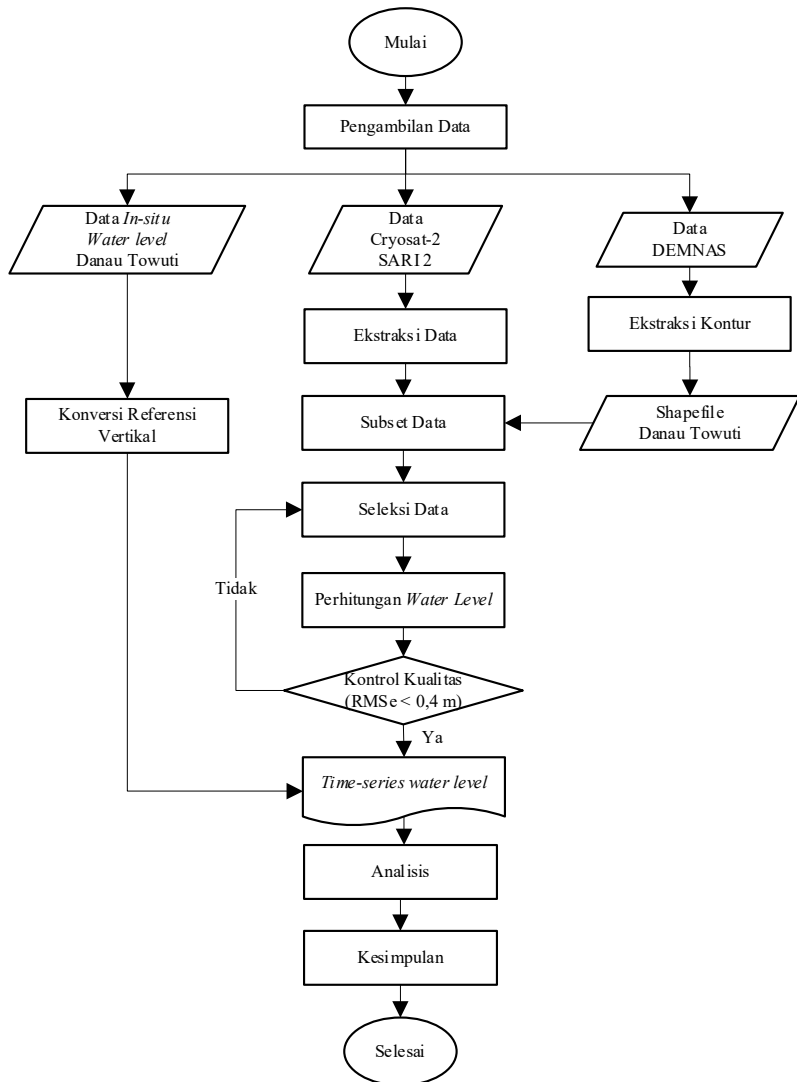 Mulai
Pengambilan Data
Data In-situ
Water level
Danau Towuti
Data
Cryosat-2
SARI 2
Data
DEMNAS
Ekstraksi Data
Ekstraksi Kontur
Konversi Referensi
Vertikal
Subset Data
Shapefile
Danau Towuti
Seleksi Data
Tidak
Perhitungan Water Level
Kontrol Kualitas
(RMSe < 0,4 m)
Ya
Time-series water level
Analisis
Kesimpulan
Selesai